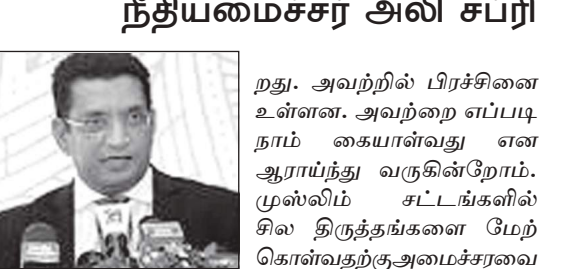 நீதியமைச்சர் அலி சப்ரி
றது. அவற்றில் பிரச்சினை
உள்ளன. அவற்றை எப்படி
நாம் கையாள்வது என
ஆராய்ந்து வருகின்றோம்.
முஸ்லிம் சட்டங்களில்
சில திருத்தங்களை மேற்
கொள்வதற்குஅமைச்சரவை